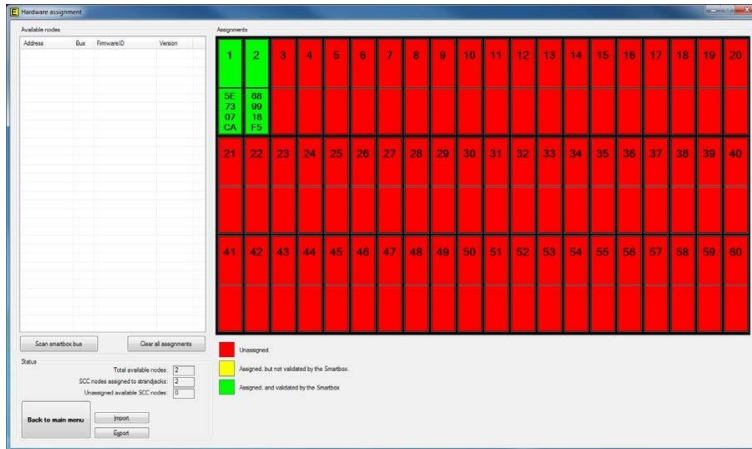 Hardware assignment
Available nodes
Address Bus FirmwareID Version
Scan smartbox bus
Clear all assignments
Status
Total available nodes: 2
SCC nodes assigned to strandjacks: 2
Unassigned available SCC nodes: 0
Back to main menu
Import
Export
Assignments
1 2 3 4 5 6 7 8 9 10 11 12 13 14 15 16 17 18 19 20
5E 68
73 99
07 18
CA F5
21 22 23 24 25 26 27 28 29 30 31 32 33 34 35 36 37 38 39 40
41 42 43 44 45 46 47 48 49 50 51 52 53 54 55 56 57 58 59 60
Unassigned.
Assigned, but not validated by the Smartbox.
Assigned, and validated by the Smartbox